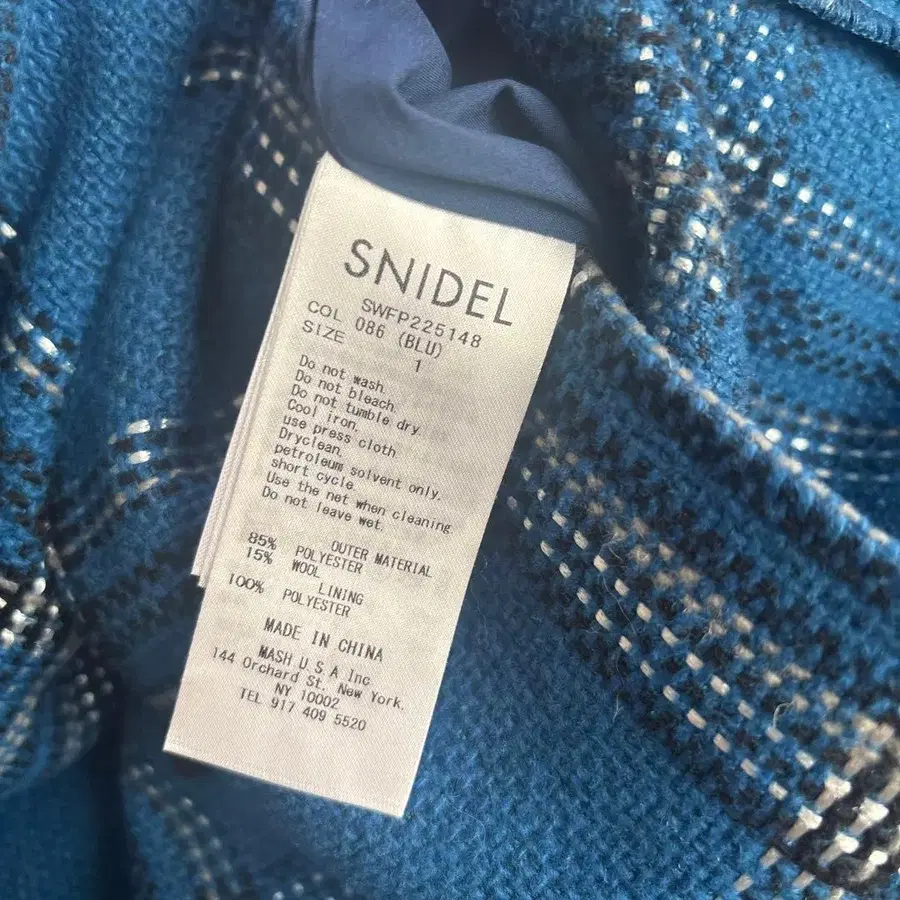 SNIDEL
SWFP225148
COL 086 (BLU)
SIZE 1
Do not wash.
Do not bleach.
Do not tumble dry.
Cool iron.
use press cloth
Dryclean.
petroleum solvent only.
short cycle.
Use the net when cleaning.
Do not leave wet.
OUTER MATERIAL
85% POLYESTER
15% WOOL
LINING
100% POLYESTER
MADE IN CHINA
MASH U S A Inc
144 Orchard St. New York.
NY 10002
TEL 917 409 5520